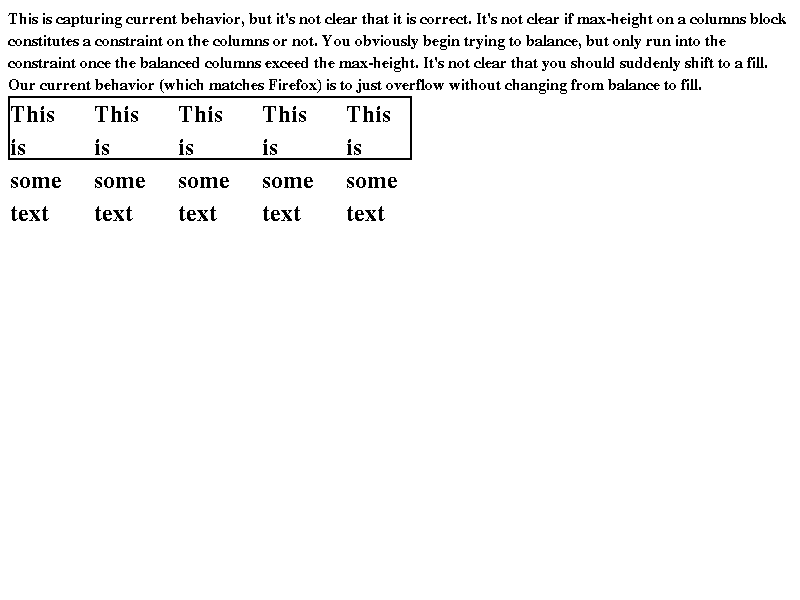 This is capturing current behavior, but it's not clear that it is correct. It's not clear if max-height on a columns block
constitutes a constraint on the columns or not. You obviously begin trying to balance, but only run into the
constraint once the balanced columns exceed the max-height. It's not clear that you should suddenly shift to a fill.
Our current behavior (which matches Firefox) is to just overflow without changing from balance to fill.
This
is
some
text
This
is
some
text
This
is
some
text
This
is
some
text
This
is
some
text